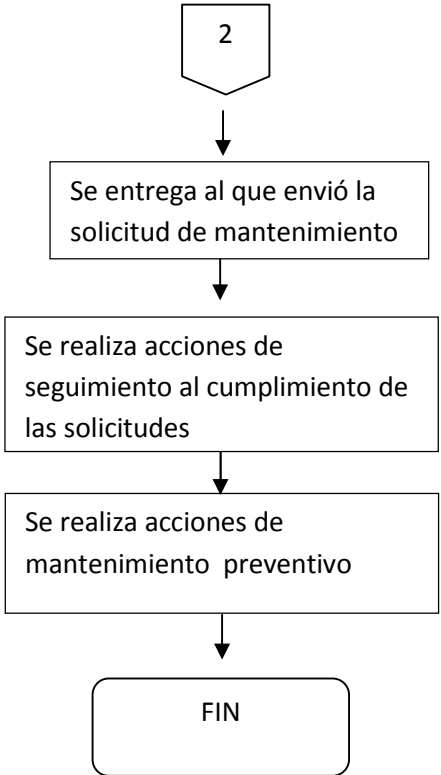 2
Se entrega al que envió la
solicitud de mantenimiento
Se realiza acciones de
seguimiento al cumplimiento de
las solicitudes
Se realiza acciones de
mantenimiento  preventivo
FIN